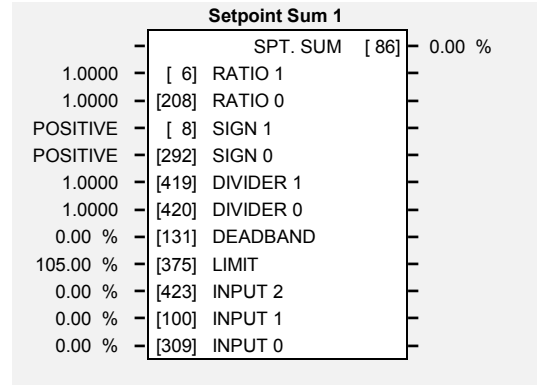 Setpoint Sum 1
SPT. SUM [ 86] 0.00 %
1.0000 [ 6] RATIO 1
1.0000 [208] RATIO 0
POSITIVE [ 8] SIGN 1
POSITIVE [292] SIGN 0
1.0000 [419] DIVIDER 1
1.0000 [420] DIVIDER 0
0.00 % [131] DEADBAND
105.00 % [375] LIMIT
0.00 % [423] INPUT 2
0.00 % [100] INPUT 1
0.00 % [309] INPUT 0